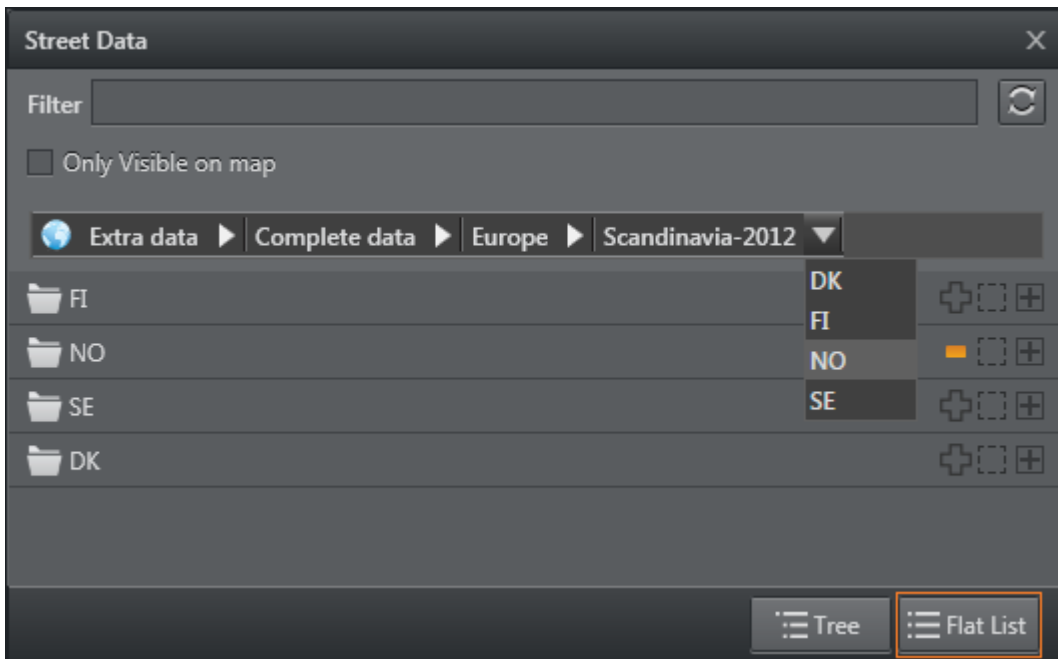 Street Data
Filter
Only Visible on map
Extra data Complete data Europe Scandinavia-2012
DK
FI
NO
SE
FI
NO
SE
DK
Tree
Flat List